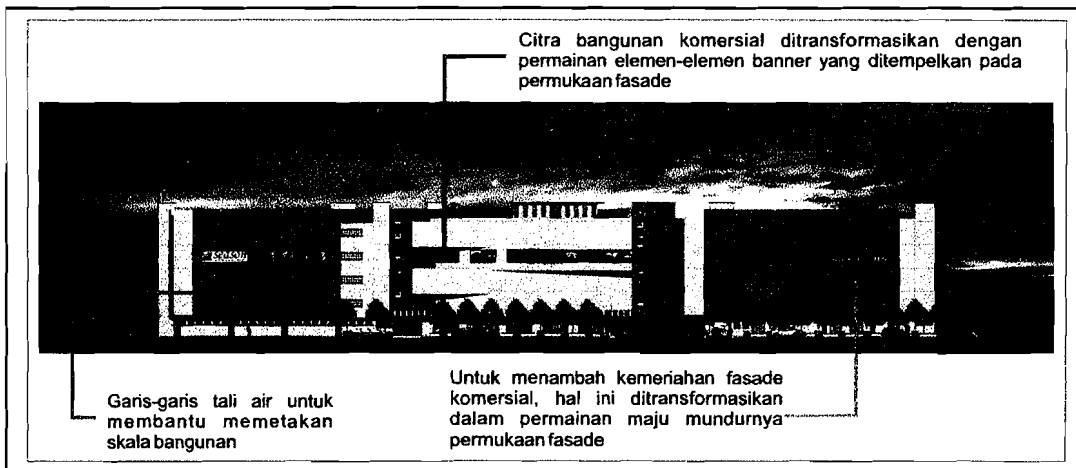 Citra bangunan komersial ditransformasikan dengan
permainan elemen-elemen banner yang ditempelkan pada
permukaan fasade
Garis-garis tali air untuk
membantu memetakan
skala bangunan
Untuk menambah kemeriahan fasade
komersial, hal ini ditransformasikan
dalam permainan maju mundurnya
permukaan fasade